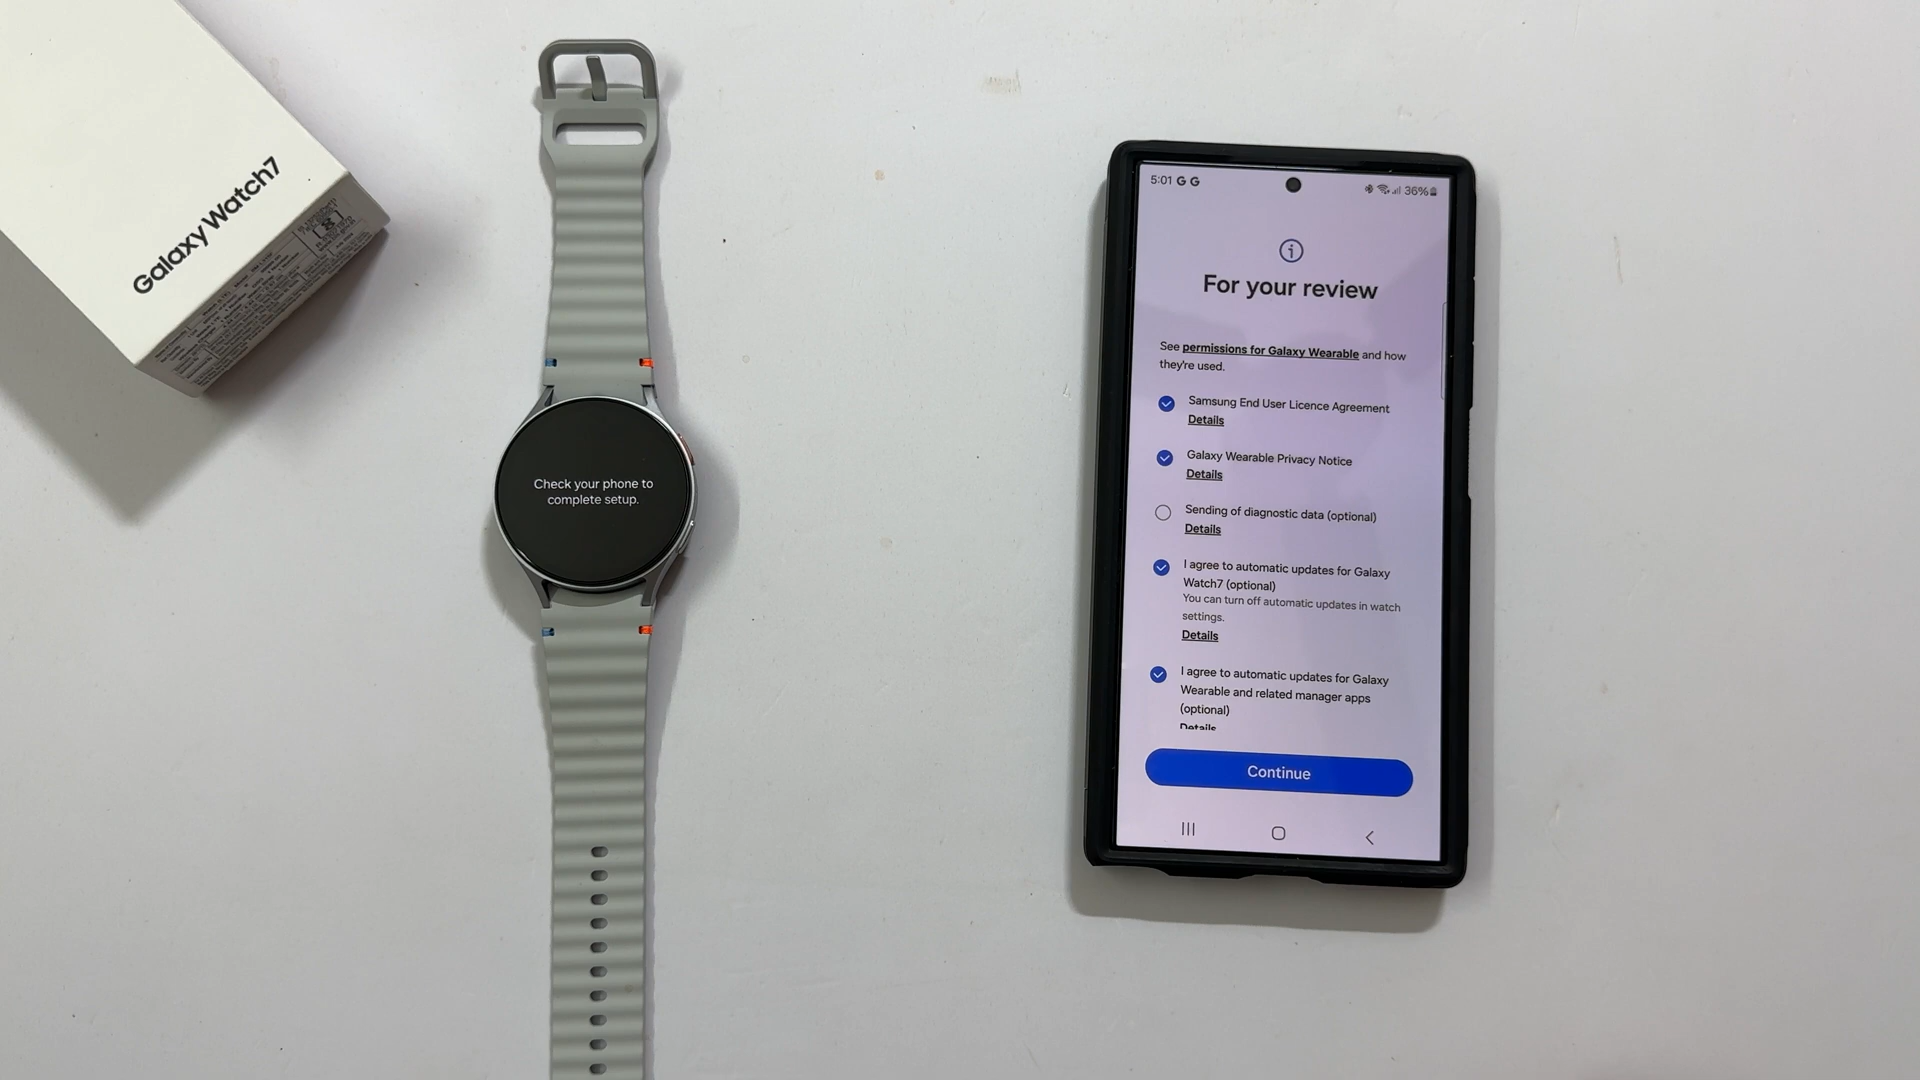 Galaxy Watch7
Check your phone to
complete setup.
5:01 G G
36%
For your review
See permissions for Galaxy Wearable and how
they're used.
Samsung End User Licence Agreement
Details
Galaxy Wearable Privacy Notice
Details
Sending of diagnostic data (optional)
Details
I agree to automatic updates for Galaxy
Watch7 (optional)
You can turn off automatic updates in watch
settings.
Details
I agree to automatic updates for Galaxy
Wearable and related manager apps
(optional)
Details
Continue